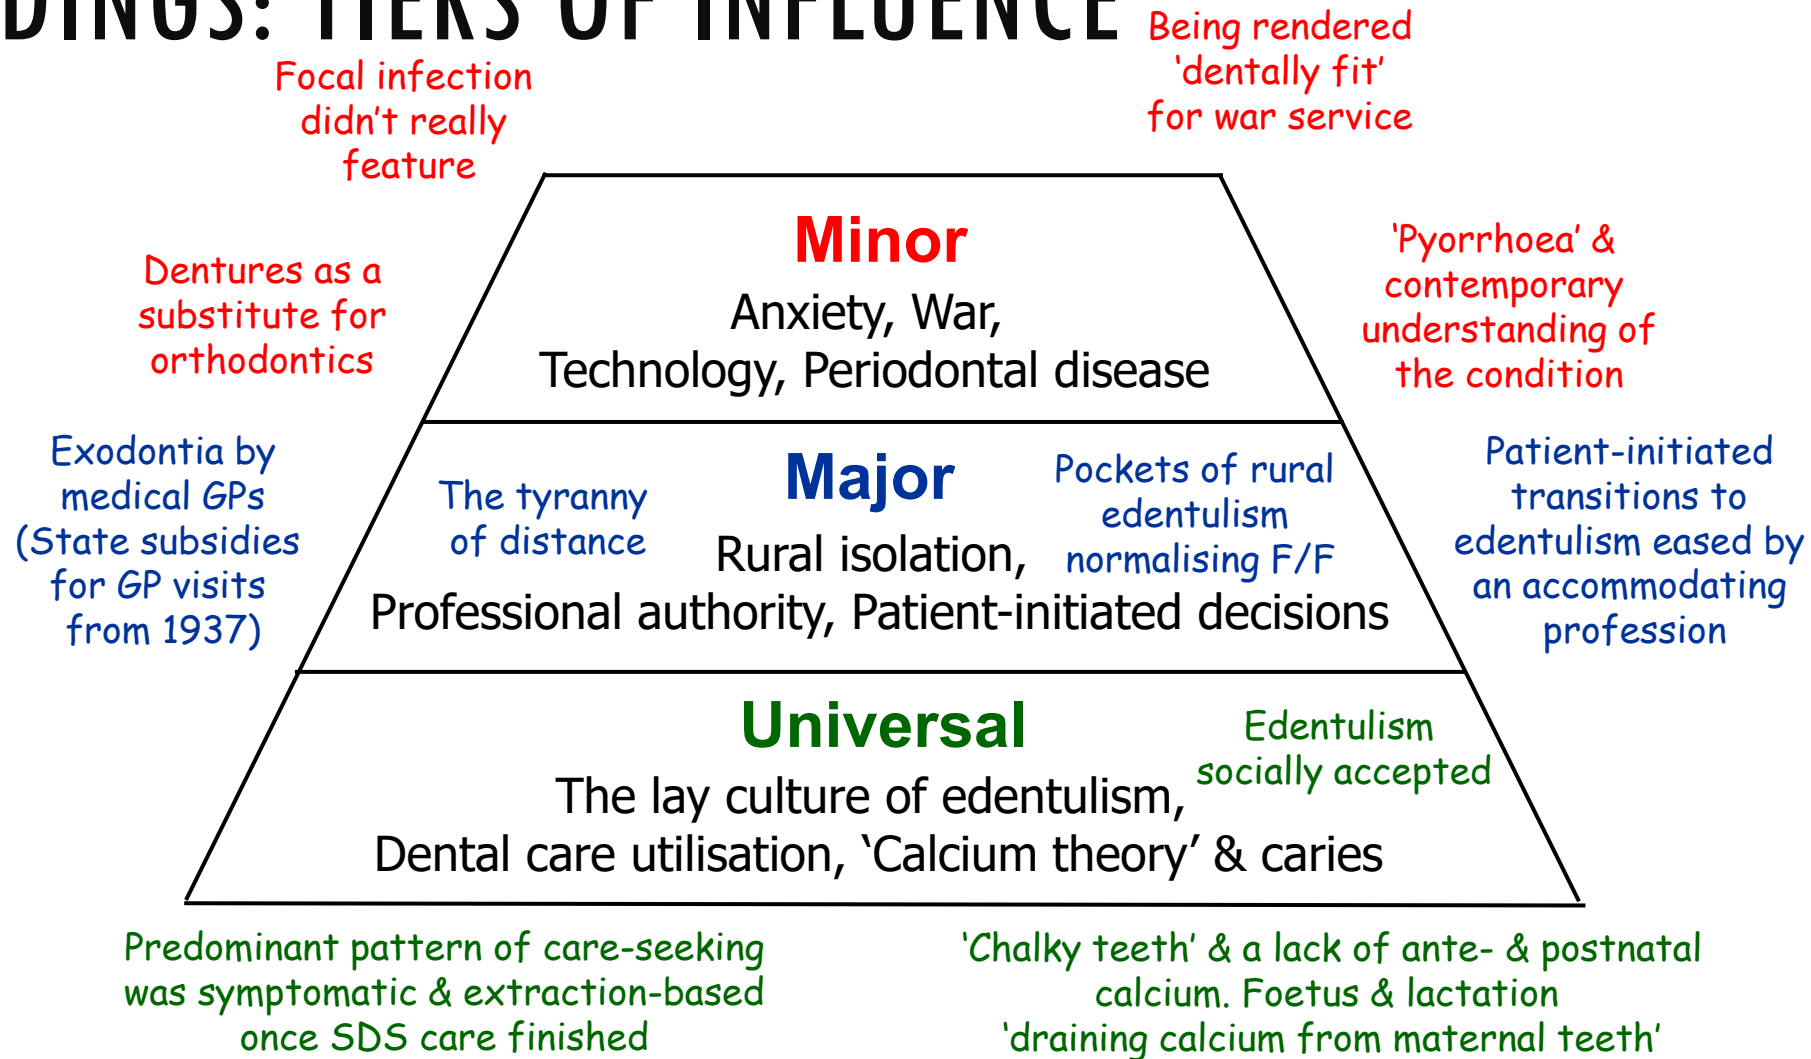 DINGS: TIERS OF INFLUENCE
Being rendered
‘dentally fit’
for war service
Focal infection
didn’t really
feature
Dentures as a
substitute for
orthodontics
Minor
Anxiety, War,
Technology, Periodontal disease
‘Pyorrhoea’ &
contemporary
understanding of
the condition
Exodontia by
medical GPs
(State subsidies
for GP visits
from 1937)
The tyranny
of distance
Major
Pockets of rural
edentulism
normalising F/F
Rural isolation,
Professional authority, Patient-initiated decisions
Patient-initiated
transitions to
edentulism eased by
an accommodating
profession
Universal
Edentulism
socially accepted
The lay culture of edentulism,
Dental care utilisation, ‘Calcium theory’ & caries
Predominant pattern of care-seeking
was symptomatic & extraction-based
once SDS care finished
‘Chalky teeth’ & a lack of ante- & postnatal
calcium. Foetus & lactation
‘draining calcium from maternal teeth’